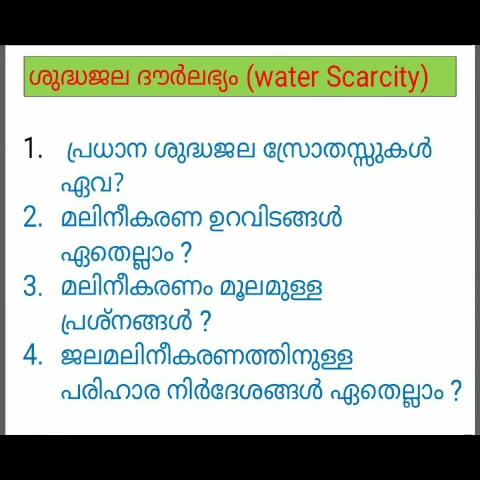 ശുദ്ധജല ദൗർലഭ്യം (water Scarcity)
1. പ്രധാന ശുദ്ധജല സ്രോതസ്സുകൾ
ഏവ?
2. മലിനീകരണ ഉറവിടങ്ങൾ
ഏതെല്ലാം ?
3. മലിനീകരണം മൂലമുള്ള
പ്രശ്നങ്ങൾ ?
4. ജലമലിനീകരണത്തിനുള്ള
പരിഹാര നിർദേശങ്ങൾ ഏതെല്ലാം ?